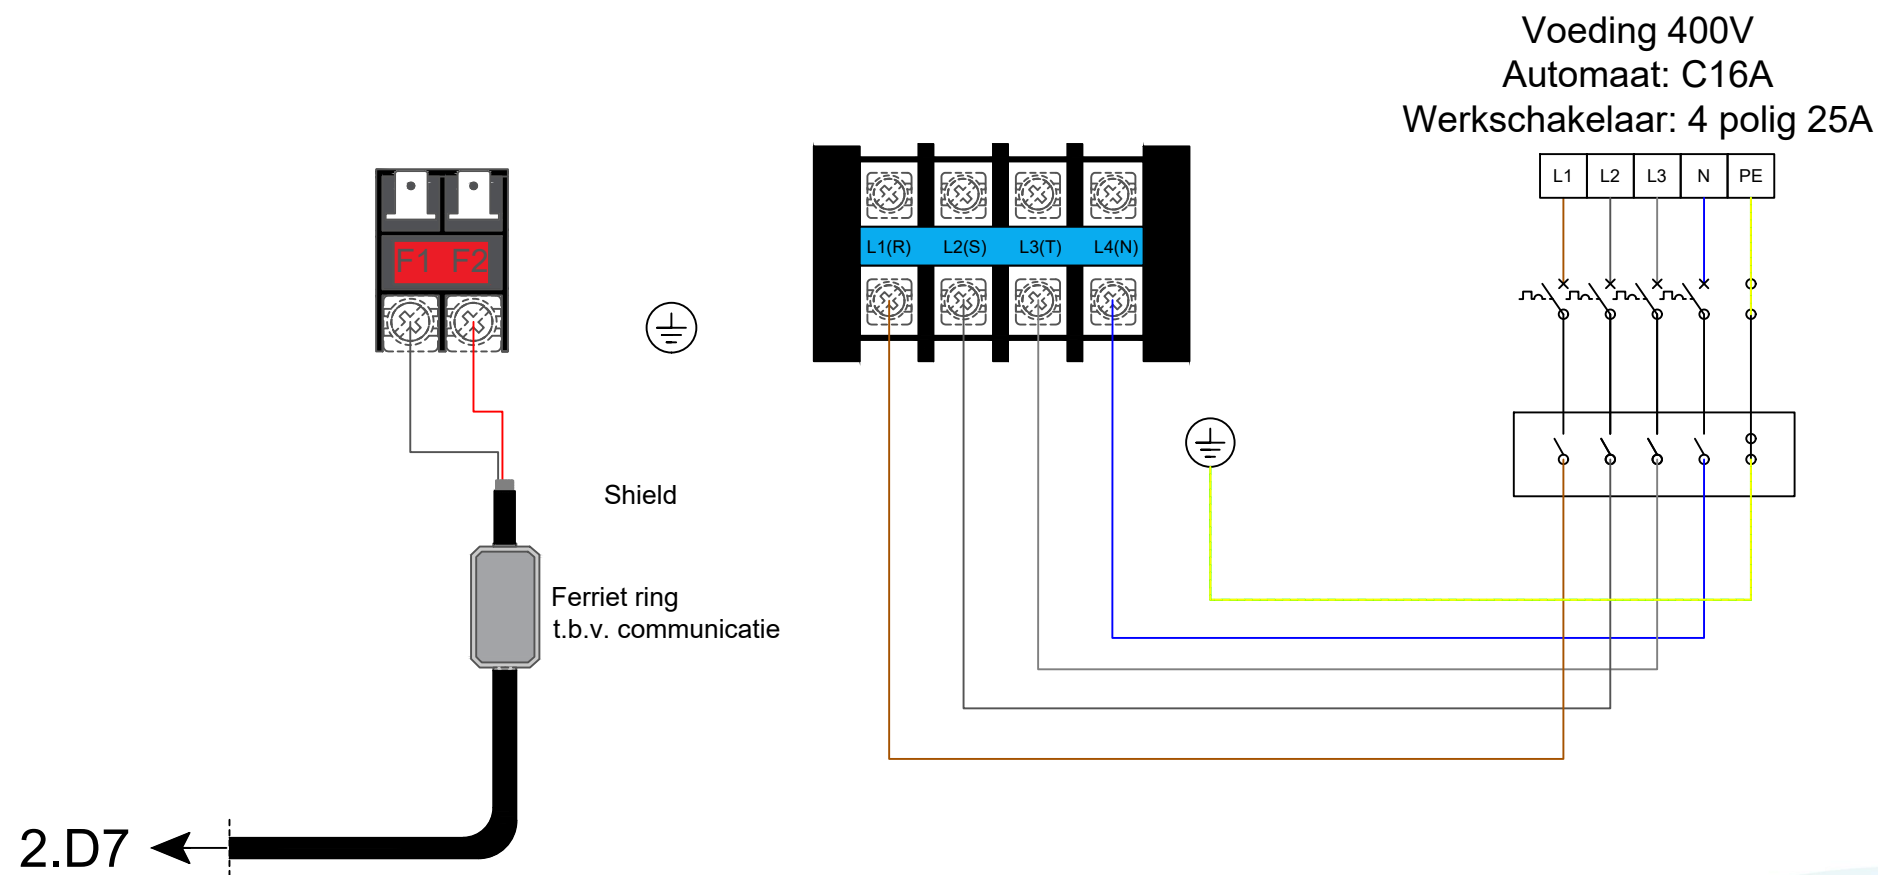 Voeding 400V
Automaat: C16A
Werkschakelaar: 4 polig 25A
L1 L2 L3 N PE
F1 F2
L1(R) L2(S) L3(T) L4(N)
Shield
Ferriet ring
t.b.v. communicatie
2.D7